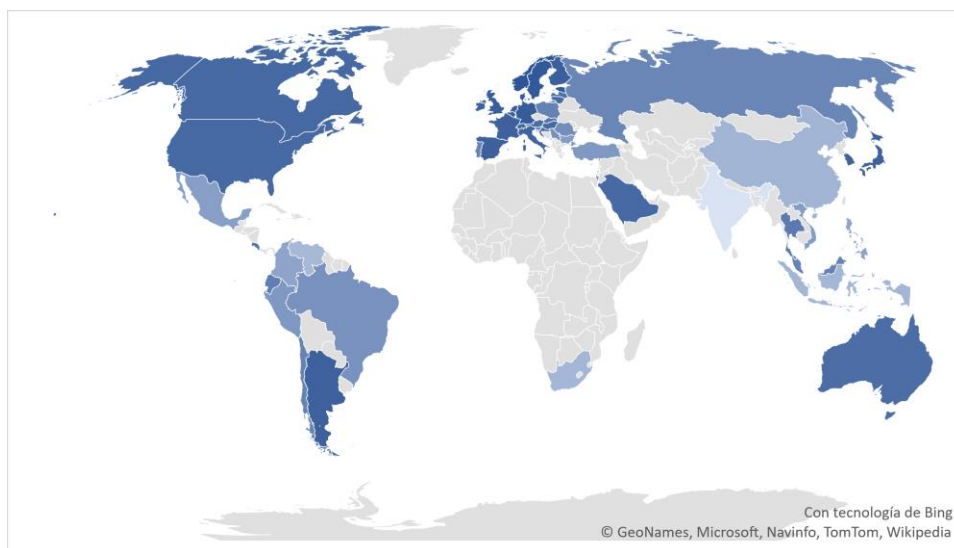 Con tecnología de Bing
© GeoNames, Microsoft, Navinfo, TomTom, Wikipedia